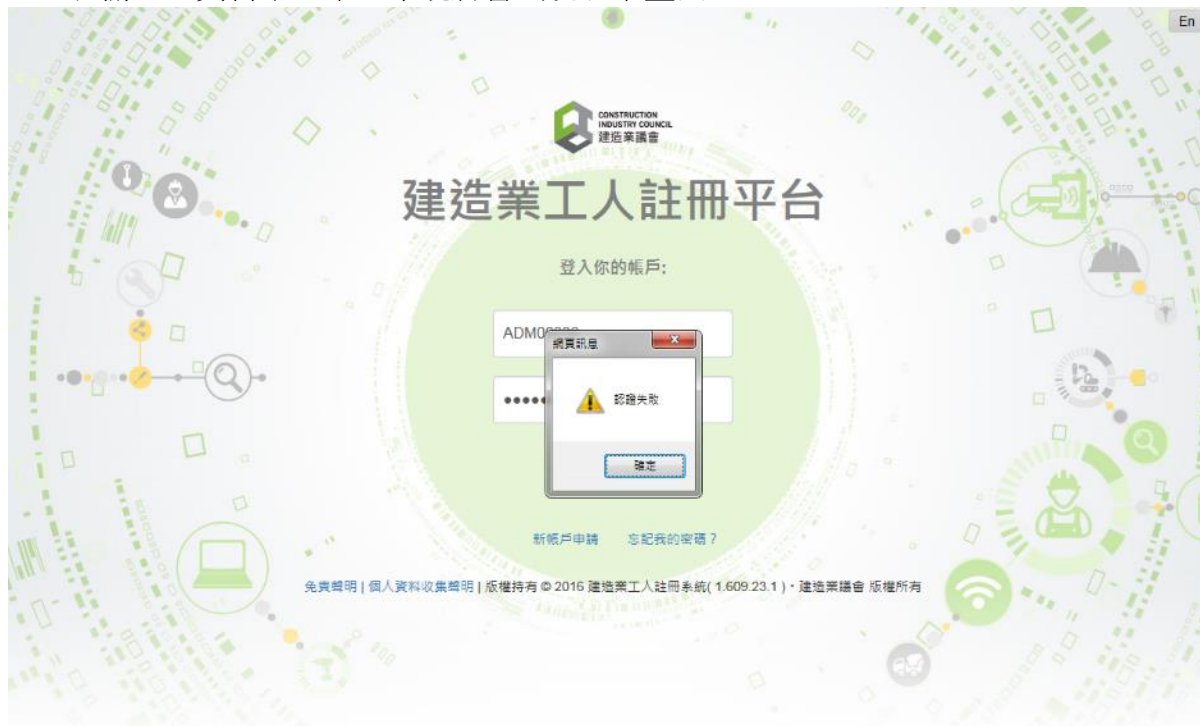 En
CONSTRUCTION
INDUSTRY COUNCIL
建造業議會
建造業工人註冊平台
登入你的帳戶:
網頁訊息
認證失敗
確定
新帳戶申請 忘記我的密碼?
免責聲明 | 個人資料收集聲明 | 版權持有 © 2016 建造業工人註冊系統( 1.609.23.1 )・建造業議會 版權所有